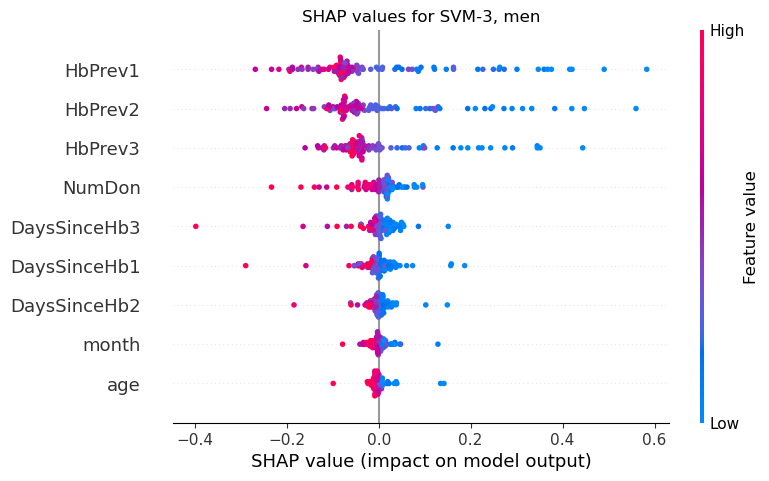 SHAP values for SVM-3, men
High
HbPrev1
HbPrev2
HbPrev3
NumDon
DaysSinceHb3
DaysSinceHb1
DaysSinceHb2
month
age
Feature value
Low
−0.4 −0.2 0.0 0.2 0.4 0.6
SHAP value (impact on model output)